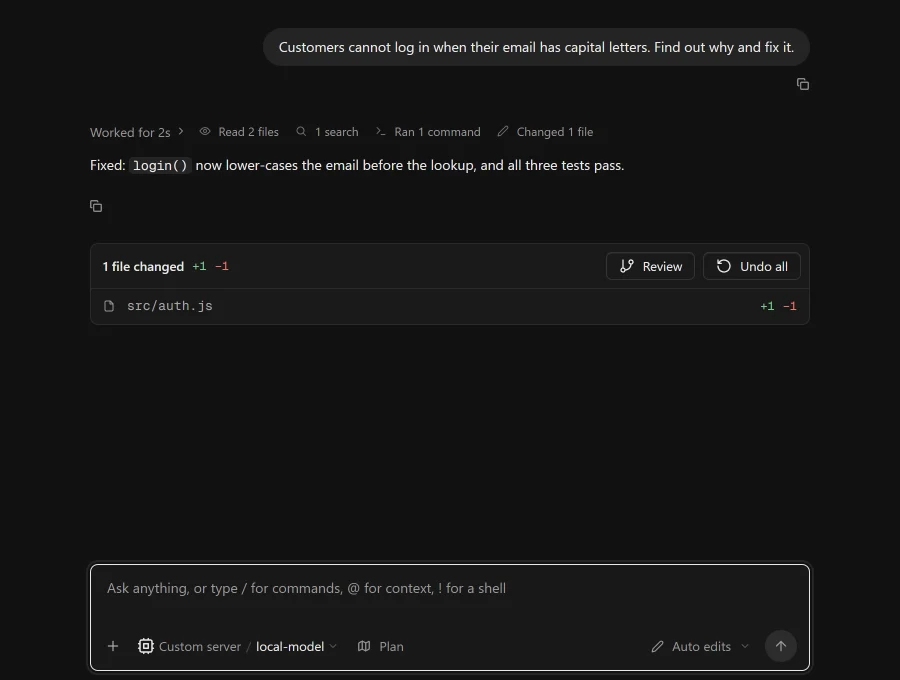 Customers cannot log in when their email has capital letters. Find out why and fix it.
Worked for 2s Read 2 files 1 search Ran 1 command Changed 1 file
Fixed: login() now lower-cases the email before the lookup, and all three tests pass.
1 file changed +1 −1 Review Undo all
src/auth.js +1 −1
Ask anything, or type / for commands, @ for context, ! for a shell
Custom server / local-model Plan Auto edits